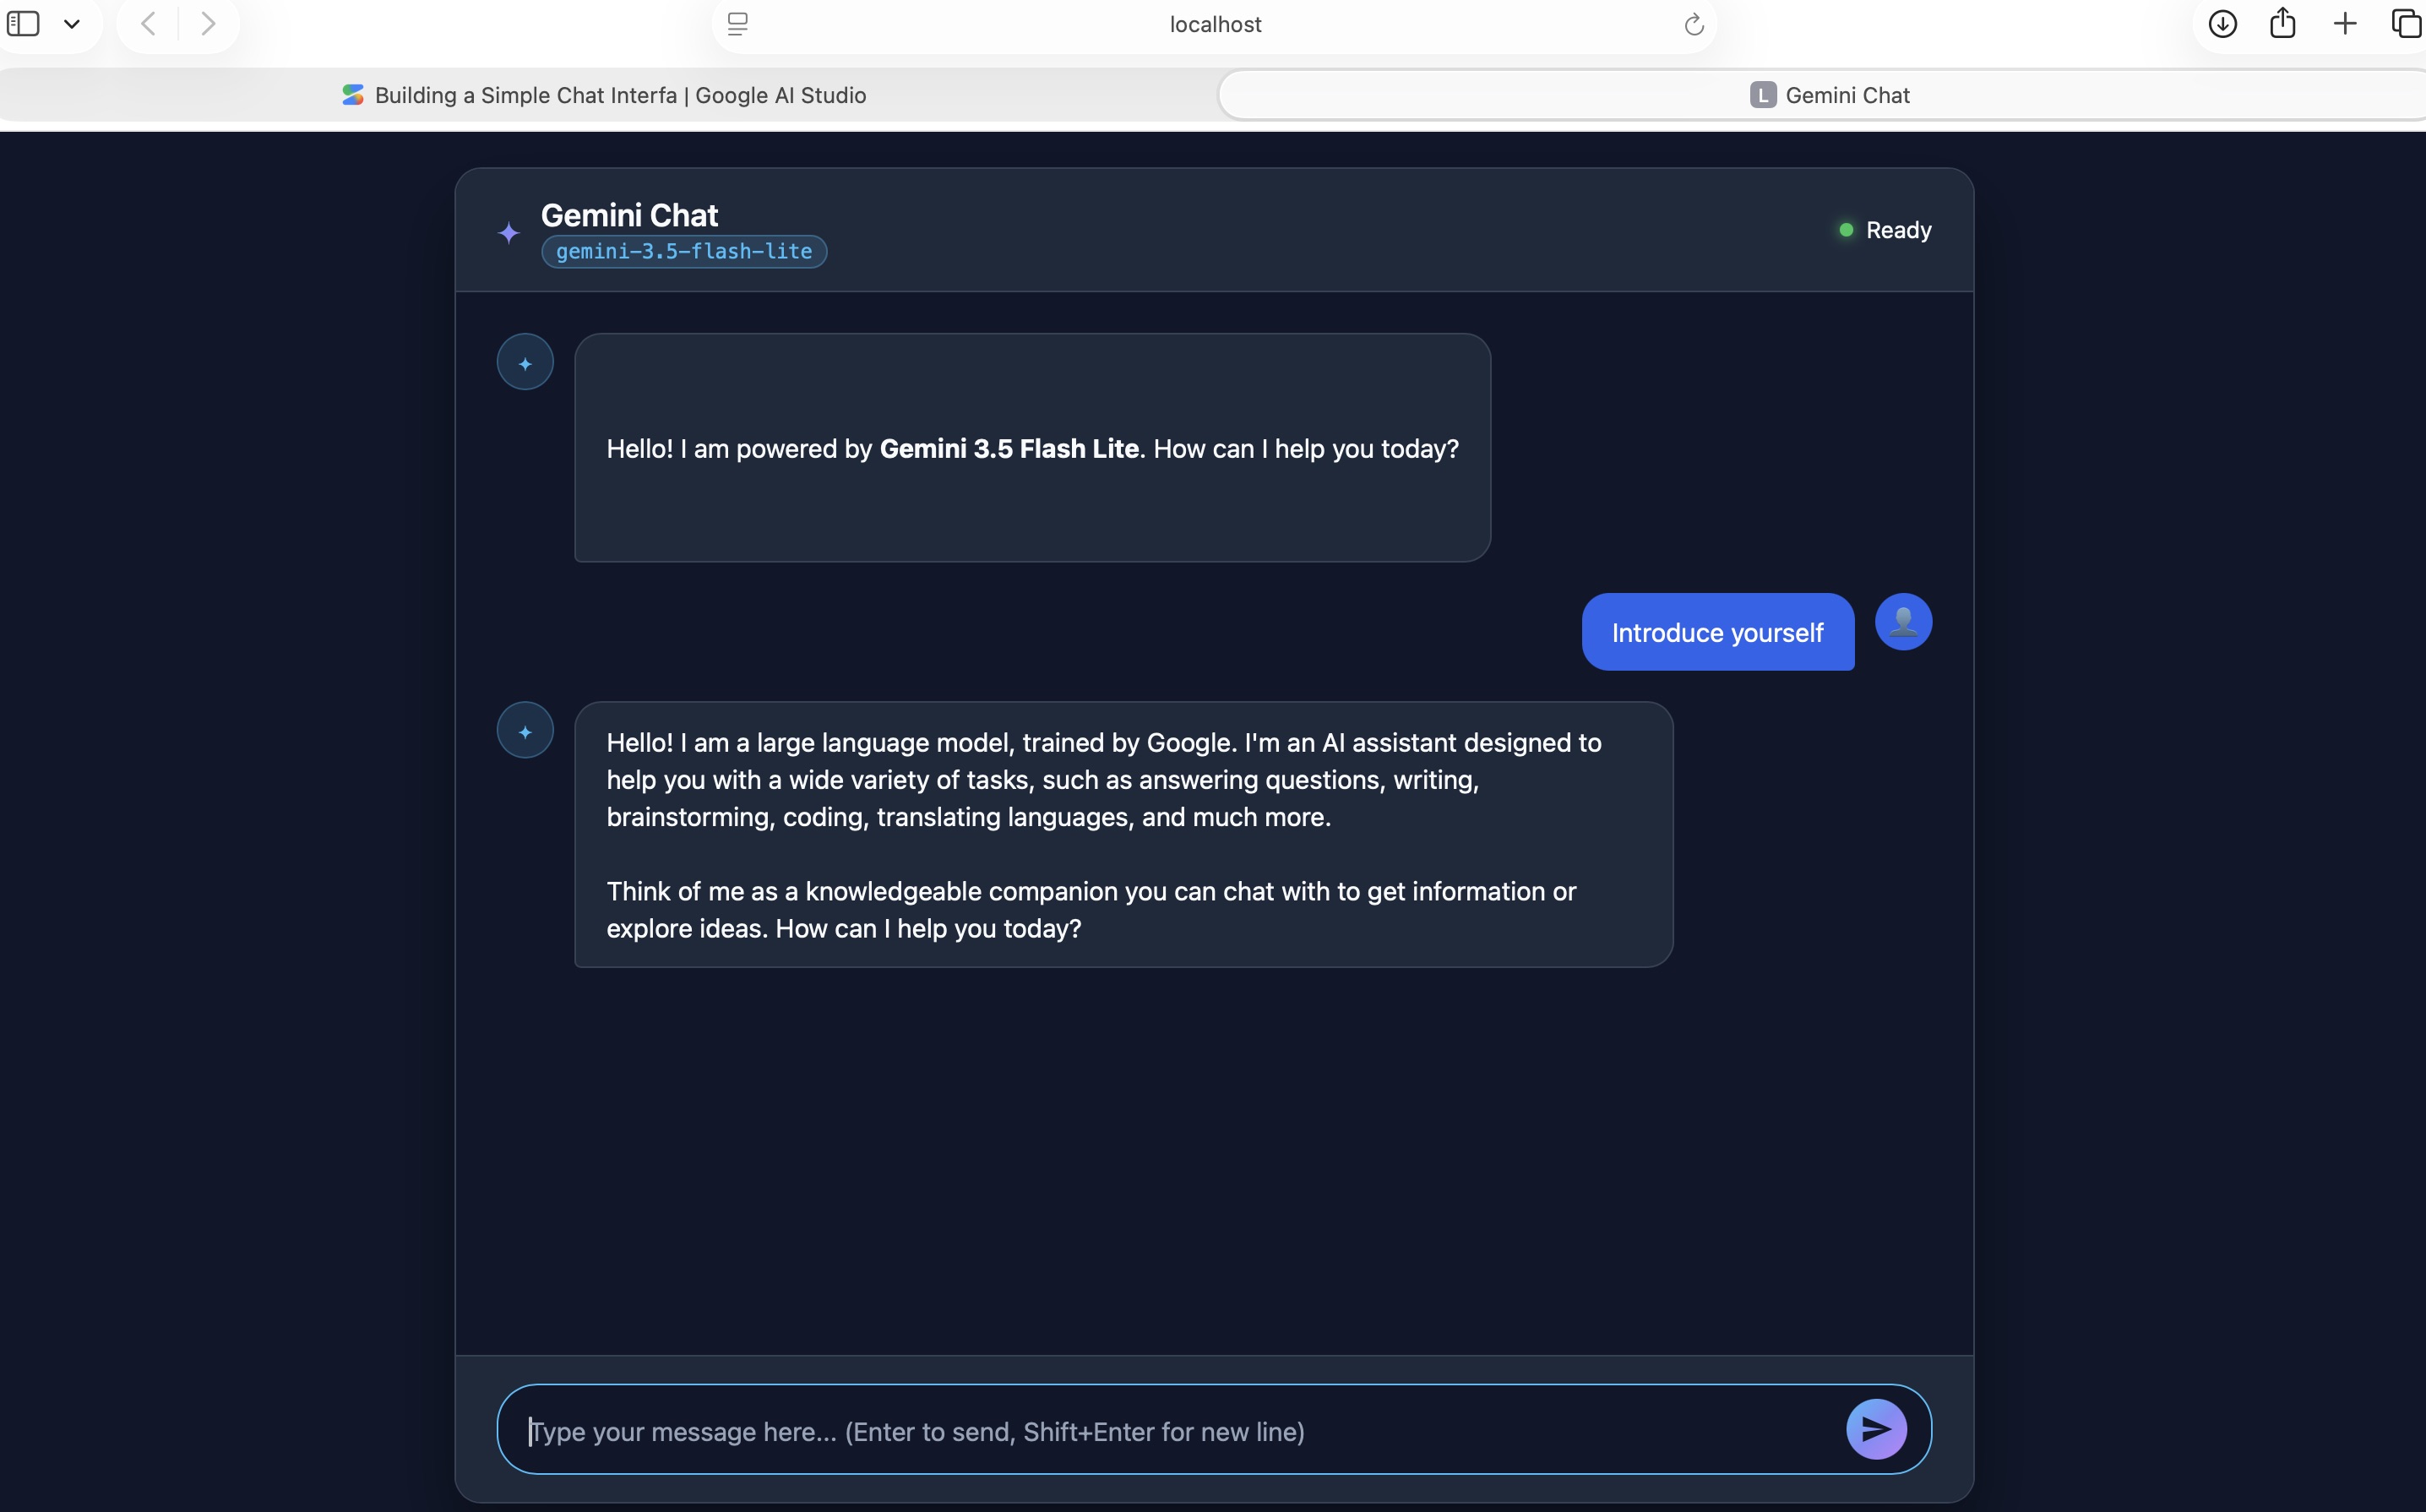 localhost
Building a Simple Chat Interfa | Google AI Studio
L Gemini Chat
Gemini Chat
gemini-3.5-flash-lite
Ready
Hello! I am powered by Gemini 3.5 Flash Lite. How can I help you today?
Introduce yourself
Hello! I am a large language model, trained by Google. I'm an AI assistant designed to
help you with a wide variety of tasks, such as answering questions, writing,
brainstorming, coding, translating languages, and much more.
Think of me as a knowledgeable companion you can chat with to get information or
explore ideas. How can I help you today?
Type your message here... (Enter to send, Shift+Enter for new line)